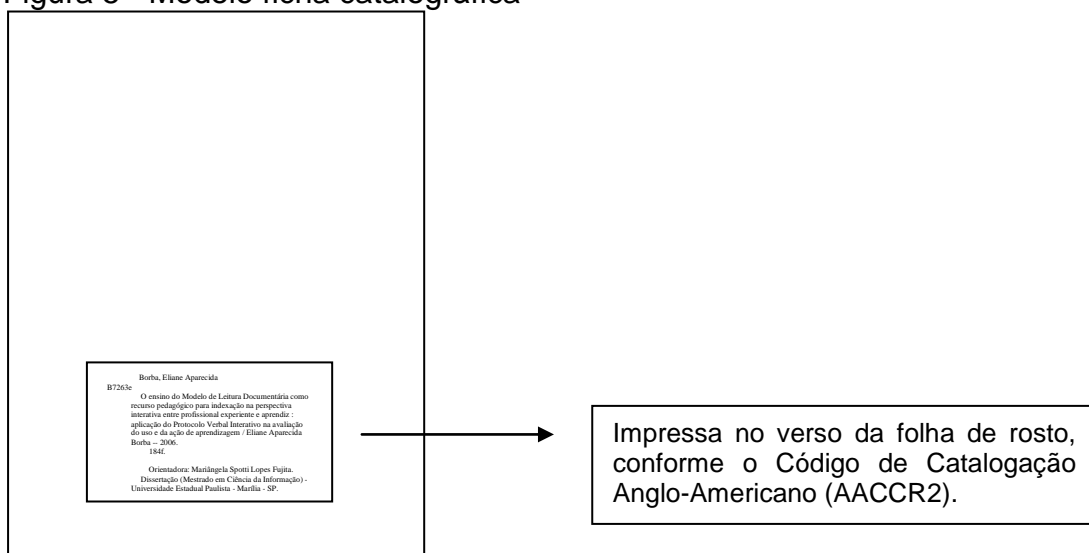 Figura 3 - Modelo ficha catalográfica
Borba, Eliane Aparecida
B7263e
O ensino do Modelo de Leitura Documentária como
recurso pedagógico para indexação na perspectiva
interativa entre profissional experiente e aprendiz :
aplicação do Protocolo Verbal Interativo na avaliação
do uso e da ação de aprendizagem / Eliane Aparecida
Borba – 2006.
184f.
Orientadora: Mariângela Spotti Lopes Fujita.
Dissertação (Mestrado em Ciência da Informação) -
Universidade Estadual Paulista - Marília - SP.
Impressa no verso da folha de rosto,
conforme o Código de Catalogação
Anglo-Americano (AACCR2).